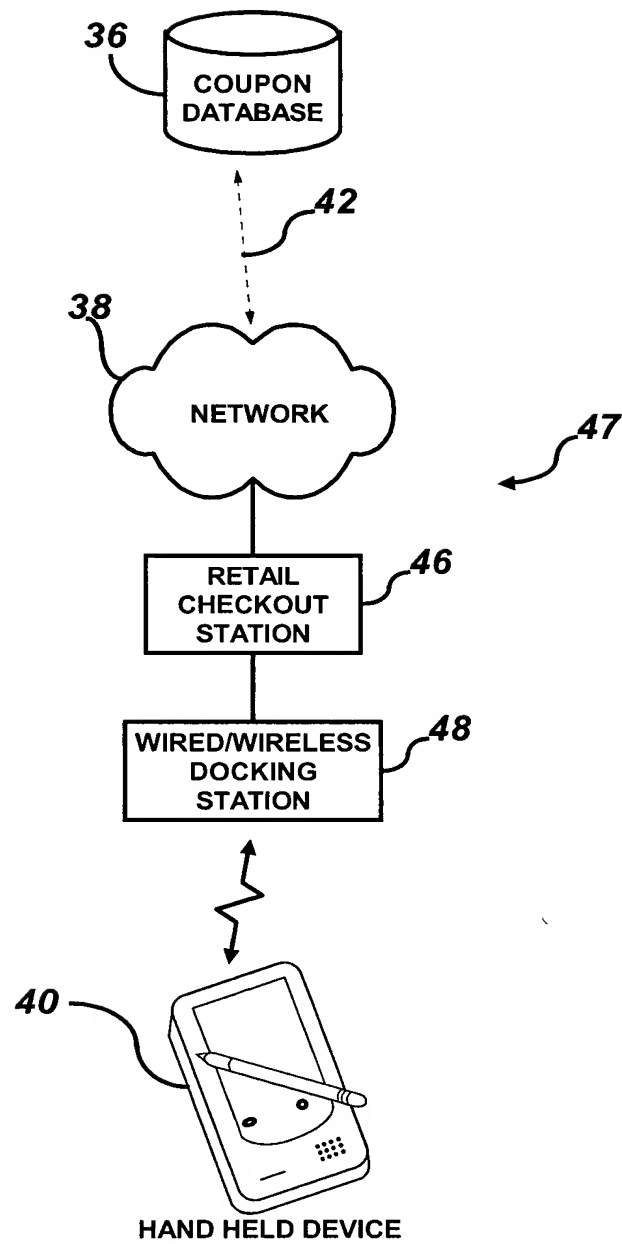 36
COUPON
DATABASE
42
38
NETWORK
47
RETAIL
CHECKOUT
STATION
46
WIRED/WIRELESS
DOCKING
STATION
48
40
HAND HELD DEVICE